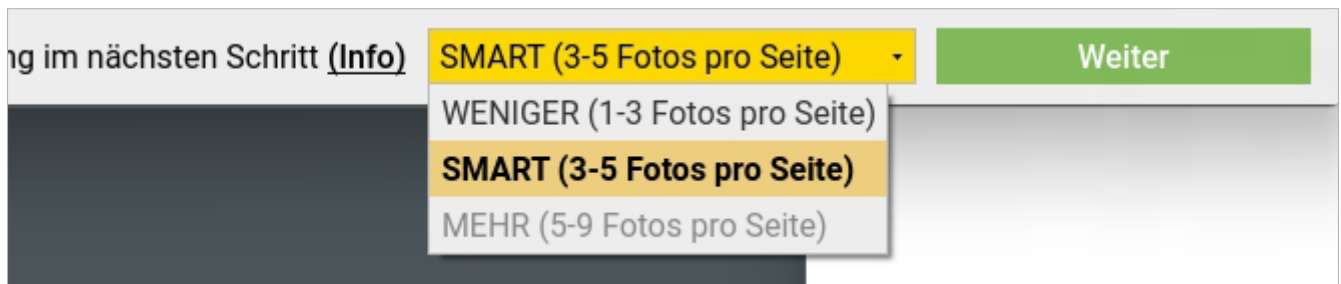 im nächsten Schritt (Info)
SMART (3-5 Fotos pro Seite)
Weiter
WENIGER (1-3 Fotos pro Seite)
SMART (3-5 Fotos pro Seite)
MEHR (5-9 Fotos pro Seite)